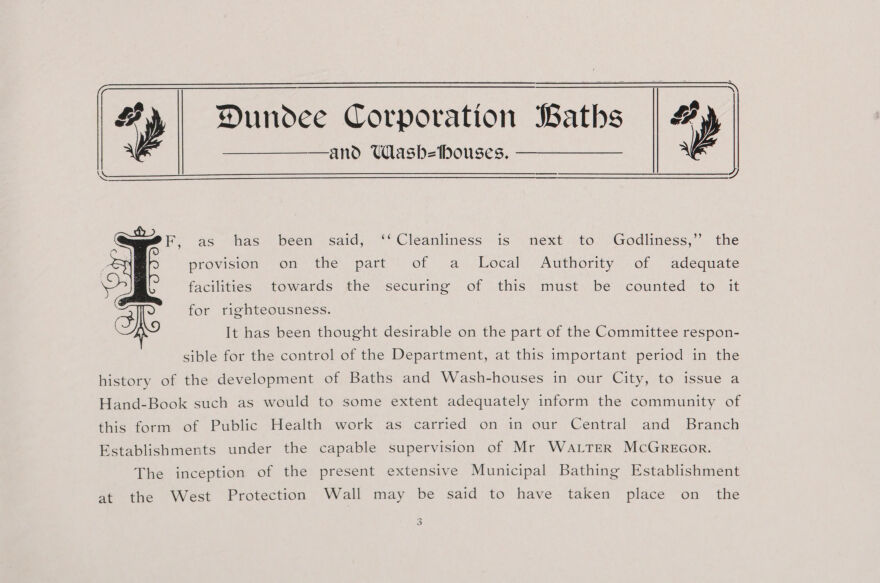 Dundee Corporation Baths
and Wash-Houses.
IF, as has been said, “Cleanliness is next to Godliness,” the
provision on the part of a Local Authority of adequate
facilities towards the securing of this must be counted to it
for righteousness.
It has been thought desirable on the part of the Committee respon-
sible for the control of the Department, at this important period in the
history of the development of Baths and Wash-houses in our City, to issue a
Hand-Book such as would to some extent adequately inform the community of
this form of Public Health work as carried on in our Central and Branch
Establishments under the capable supervision of Mr WALTER MCGREGOR.
The inception of the present extensive Municipal Bathing Establishment
at the West Protection Wall may be said to have taken place on the
3